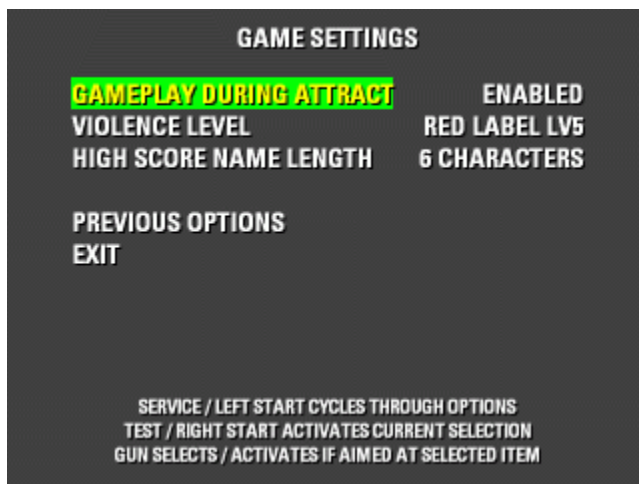 GAME SETTINGS
GAMEPLAY DURING ATTRACT ENABLED
VIOLENCE LEVEL RED LABEL LV5
HIGH SCORE NAME LENGTH 6 CHARACTERS
PREVIOUS OPTIONS
EXIT
SERVICE / LEFT START CYCLES THROUGH OPTIONS
TEST / RIGHT START ACTIVATES CURRENT SELECTION
GUN SELECTS / ACTIVATES IF AIMED AT SELECTED ITEM